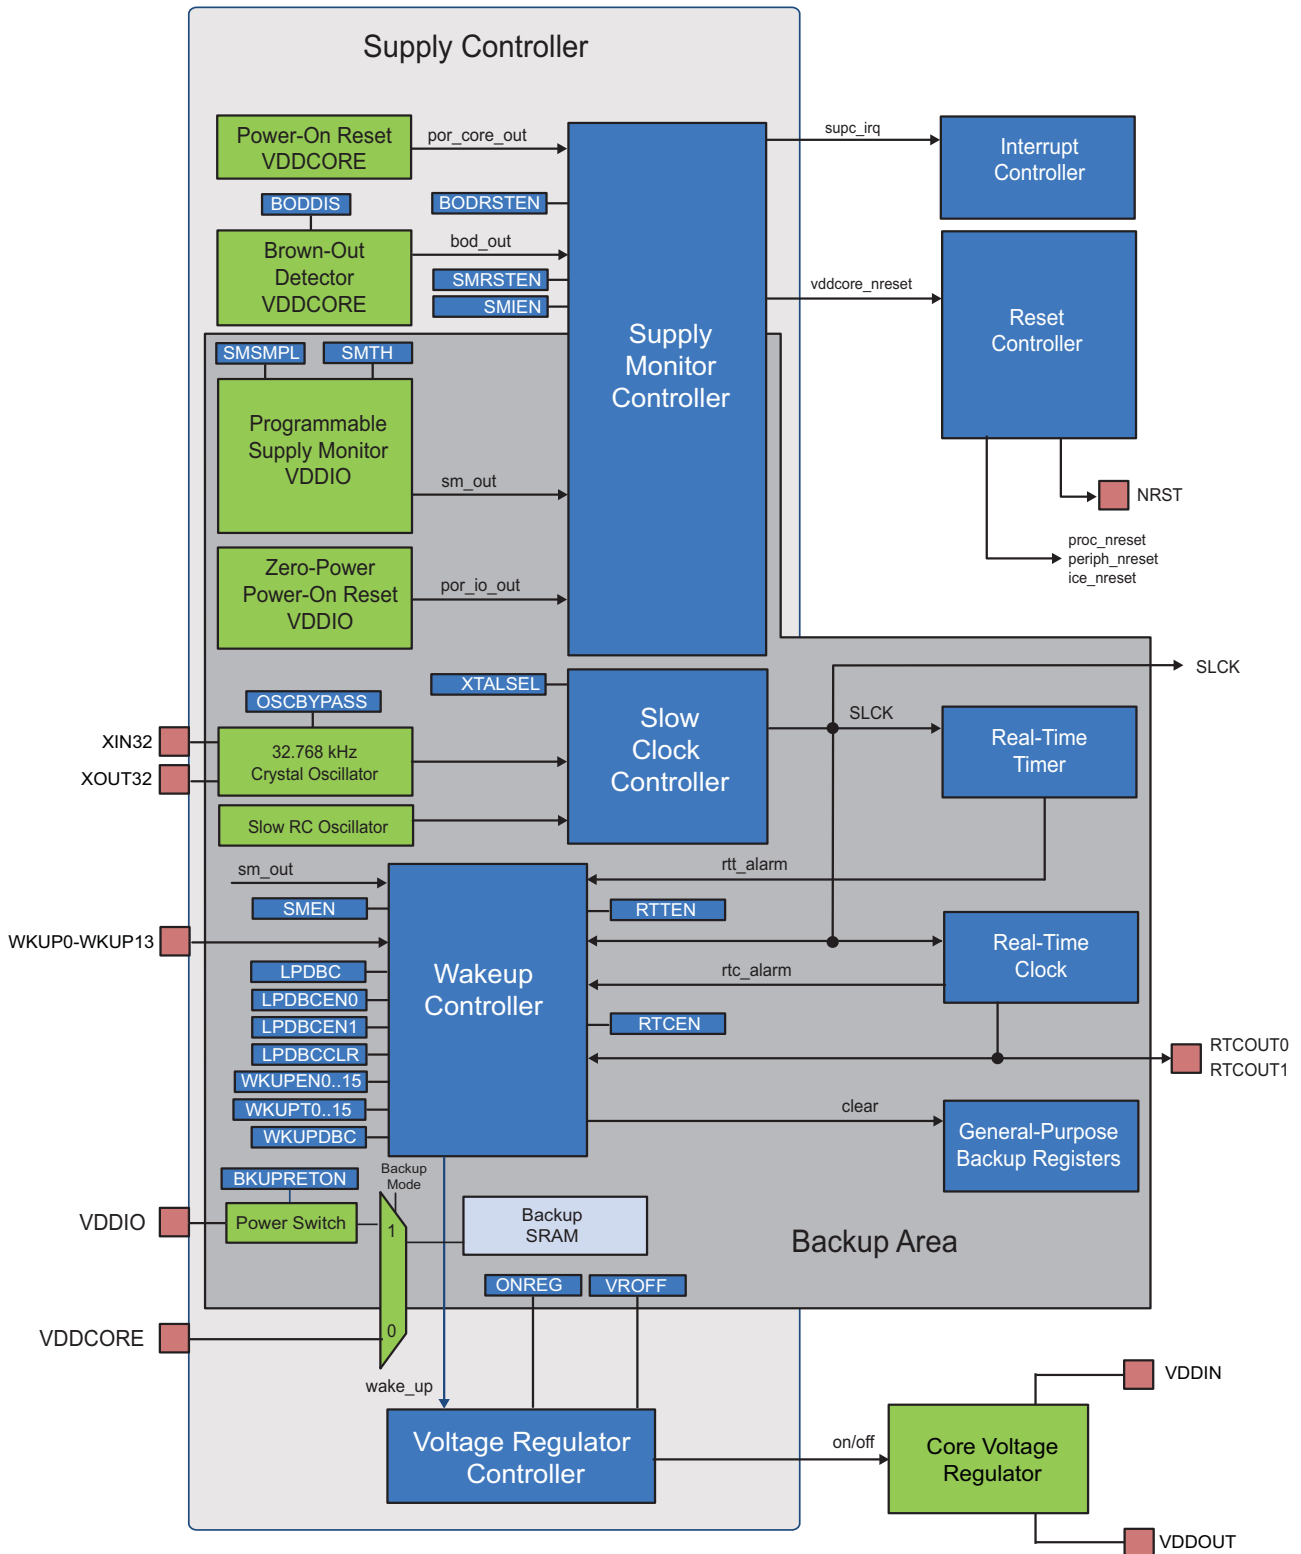 Supply Controller
Power-On Reset
VDDCORE
por_core_out
supc_irq
Interrupt
Controller
BODDIS
BODRSTEN
Brown-Out
Detector
VDDCORE
bod_out
SMRSTEN
SMIEN
vddcore_nreset
Reset
Controller
Supply
Monitor
Controller
SMSMPL
SMTH
Programmable
Supply Monitor
VDDIO
sm_out
NRST
proc_nreset
periph_nreset
ice_nreset
Zero-Power
Power-On Reset
VDDIO
por_io_out
XTALSEL
SLCK
OSCBYPASS
XIN32
XOUT32
32.768 kHz
Crystal Oscillator
Slow
Clock
Controller
SLCK
Real-Time
Timer
Slow RC Oscillator
sm_out
rtt_alarm
SMEN
RTTEN
WKUP0-WKUP13
Wakeup
Controller
Real-Time
Clock
LPDBC
rtc_alarm
LPDBCEN0
LPDBCEN1
RTCEN
LPDBCCLR
RTCOUT0
RTCOUT1
WKUPEN0..15
WKUPT0..15
WKUPDBC
clear
General-Purpose
Backup Registers
BKUPRETON
Backup
Mode
VDDIO
Power Switch
1
Backup
SRAM
Backup Area
ONREG
VROFF
VDDCORE
0
wake_up
VDDIN
Voltage Regulator
Controller
on/off
Core Voltage
Regulator
VDDOUT